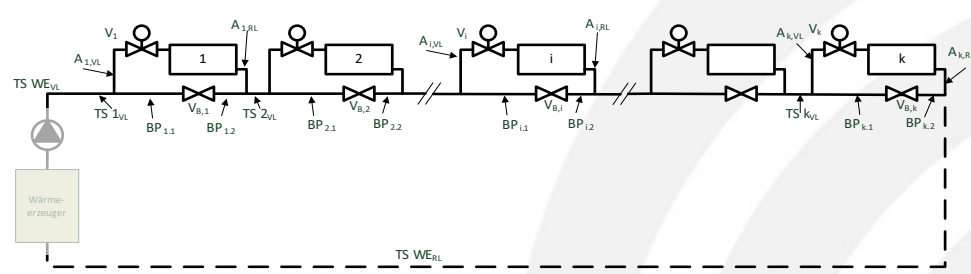 V1
A1,VL
A1,RL
1
2
Ai,VL
Vi
Ai,RL
i
Ak,VL
Vk
k
Ak,R
TS WEVL
TS 1VL
BP1.1
VB,1
BP1.2
TS 2VL
BP2.1
VB,2
BP2.2
BPi.1
VB,i
BPi.2
TS kVL
BPk.1
VB,k
BPk.2
Wärme-
erzeuger
TS WERL